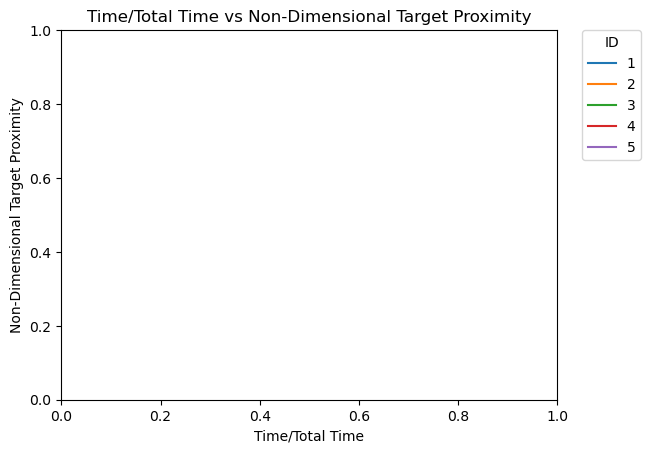 Time/Total Time vs Non-Dimensional Target Proximity
ID
1
2
3
4
5
Non-Dimensional Target Proximity
1.0
0.8
0.6
0.4
0.2
0.0
0.0 0.2 0.4 0.6 0.8 1.0
Time/Total Time